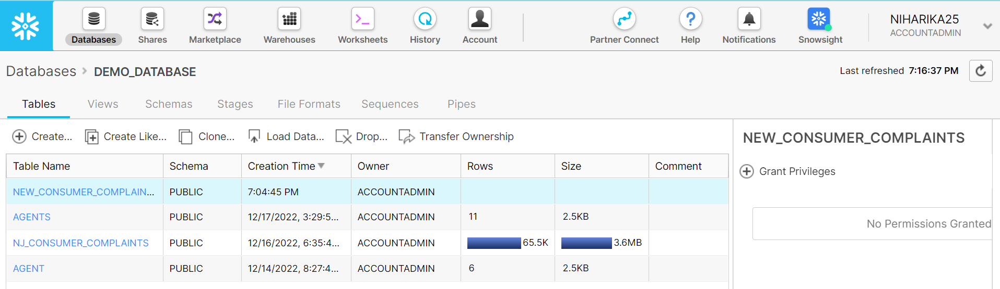 Databases Shares Marketplace Warehouses Worksheets History Account Partner Connect Help Notifications Snowsight
NIHARIKA25
ACCOUNTADMIN
Databases > DEMO_DATABASE
Last refreshed 7:16:37 PM
Tables Views Schemas Stages File Formats Sequences Pipes
Create... Create Like... Clone... Load Data... Drop... Transfer Ownership
Table Name Schema Creation Time Owner Rows Size Comment
NEW_CONSUMER_COMPLAIN... PUBLIC 7:04:45 PM ACCOUNTADMIN
AGENTS PUBLIC 12/17/2022, 3:29:5... ACCOUNTADMIN 11 2.5KB
NJ_CONSUMER_COMPLAINTS PUBLIC 12/16/2022, 6:35:4... ACCOUNTADMIN 65.5K 3.6MB
AGENT PUBLIC 12/14/2022, 8:27:4... ACCOUNTADMIN 6 2.5KB
NEW_CONSUMER_COMPLAINTS
Grant Privileges
No Permissions Granted